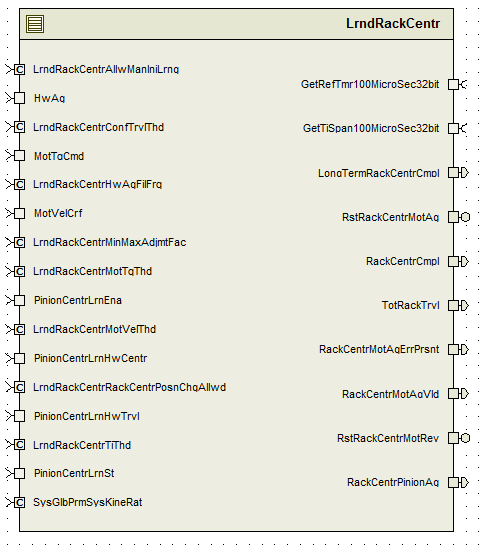 LrndRackCentr
C LrndRackCentrAllwManIniLrng
HwAg
C LrndRackCentrConfTrvlThd
MotTqCmd
C LrndRackCentrHwAgFilFrq
MotVelCrf
C LrndRackCentrMinMaxAdjmtFac
C LrndRackCentrMotTqThd
PinionCentrLrnEna
C LrndRackCentrMotVelThd
PinionCentrLrnHwCentr
C LrndRackCentrRackCentrPosnChgAllwd
PinionCentrLrnHwTrvl
C LrndRackCentrTiThd
PinionCentrLrnSt
C SysGlbPrmSysKineRat
GetRefTmr100MicroSec32bit
GetTiSpan100MicroSec32bit
LongTermRackCentrCmpl
RstRackCentrMotAg
RackCentrCmpl
TotRackTrvl
RackCentrMotAgErrPrsnt
RackCentrMotAgVld
RstRackCentrMotRev
RackCentrPinionAg